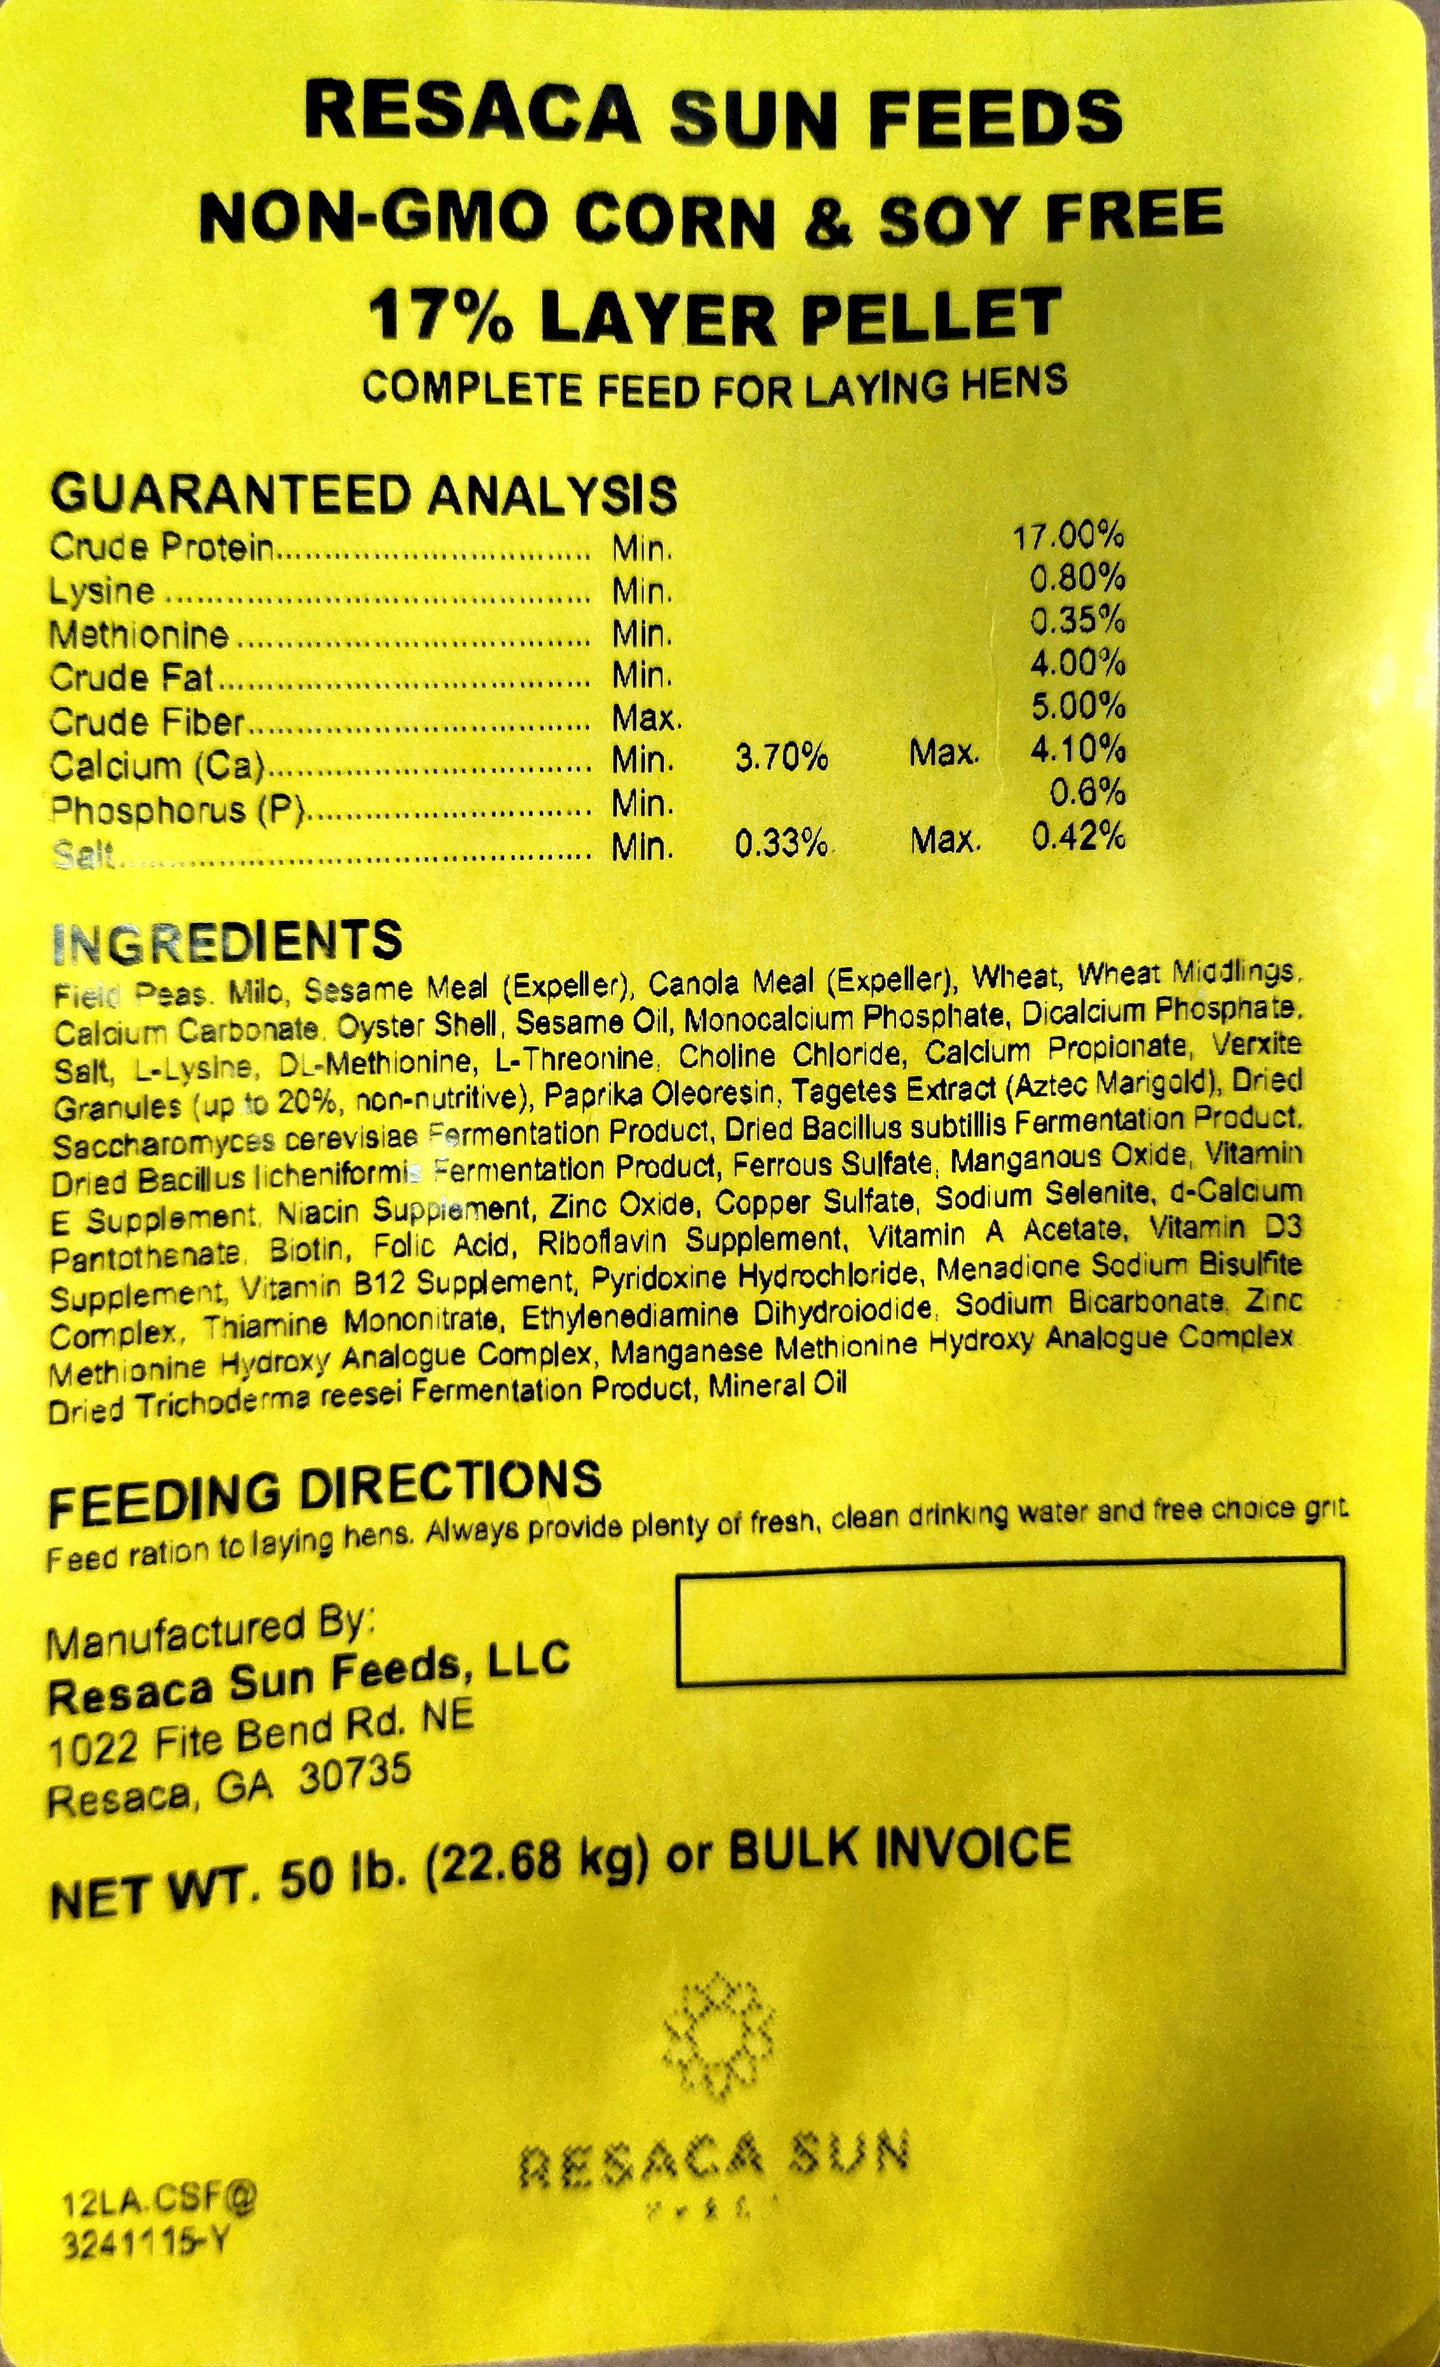 RESACA SUN FEEDS
NON-GMO CORN & SOY FREE
17% LAYER PELLET
COMPLETE FEED FOR LAYING HENS
GUARANTEED ANALYSIS
Crude Protein................................ Min. 17.00%
Lysine ........................................... Min. 0.80%
Methionine .................................... Min. 0.35%
Crude Fat...................................... Min. 4.00%
Crude Fiber................................... Max. 5.00%
Calcium (Ca)................................. Min. 3.70% Max. 4.10%
Phosphorus (P)............................. Min. 0.6%
Salt................................................ Min. 0.33% Max. 0.42%
INGREDIENTS
Field Peas, Milo, Sesame Meal (Expeller), Canola Meal (Expeller), Wheat, Wheat Middlings,
Calcium Carbonate, Oyster Shell, Sesame Oil, Monocalcium Phosphate, Dicalcium Phosphate,
Salt, L-Lysine, DL-Methionine, L-Threonine, Choline Chloride, Calcium Propionate, Verxite
Granules (up to 20%, non-nutritive), Paprika Oleoresin, Tagetes Extract (Aztec Marigold), Dried
Saccharomyces cerevisiae Fermentation Product, Dried Bacillus subtillis Fermentation Product,
Dried Bacillus licheniformis Fermentation Product, Ferrous Sulfate, Manganous Oxide, Vitamin
E Supplement, Niacin Supplement, Zinc Oxide, Copper Sulfate, Sodium Selenite, d-Calcium
Pantothenate, Biotin, Folic Acid, Riboflavin Supplement, Vitamin A Acetate, Vitamin D3
Supplement, Vitamin B12 Supplement, Pyridoxine Hydrochloride, Menadione Sodium Bisulfite
Complex, Thiamine Mononitrate, Ethylenediamine Dihydroiodide, Sodium Bicarbonate, Zinc
Methionine Hydroxy Analogue Complex, Manganese Methionine Hydroxy Analogue Complex
Dried Trichoderma reesei Fermentation Product, Mineral Oil
FEEDING DIRECTIONS
Feed ration to laying hens. Always provide plenty of fresh, clean drinking water and free choice grit.
Manufactured By:
Resaca Sun Feeds, LLC
1022 Fite Bend Rd. NE
Resaca, GA 30735
NET WT. 50 lb. (22.68 kg) or BULK INVOICE
RESACA SUN
12LA.CSF@
3241115-Y